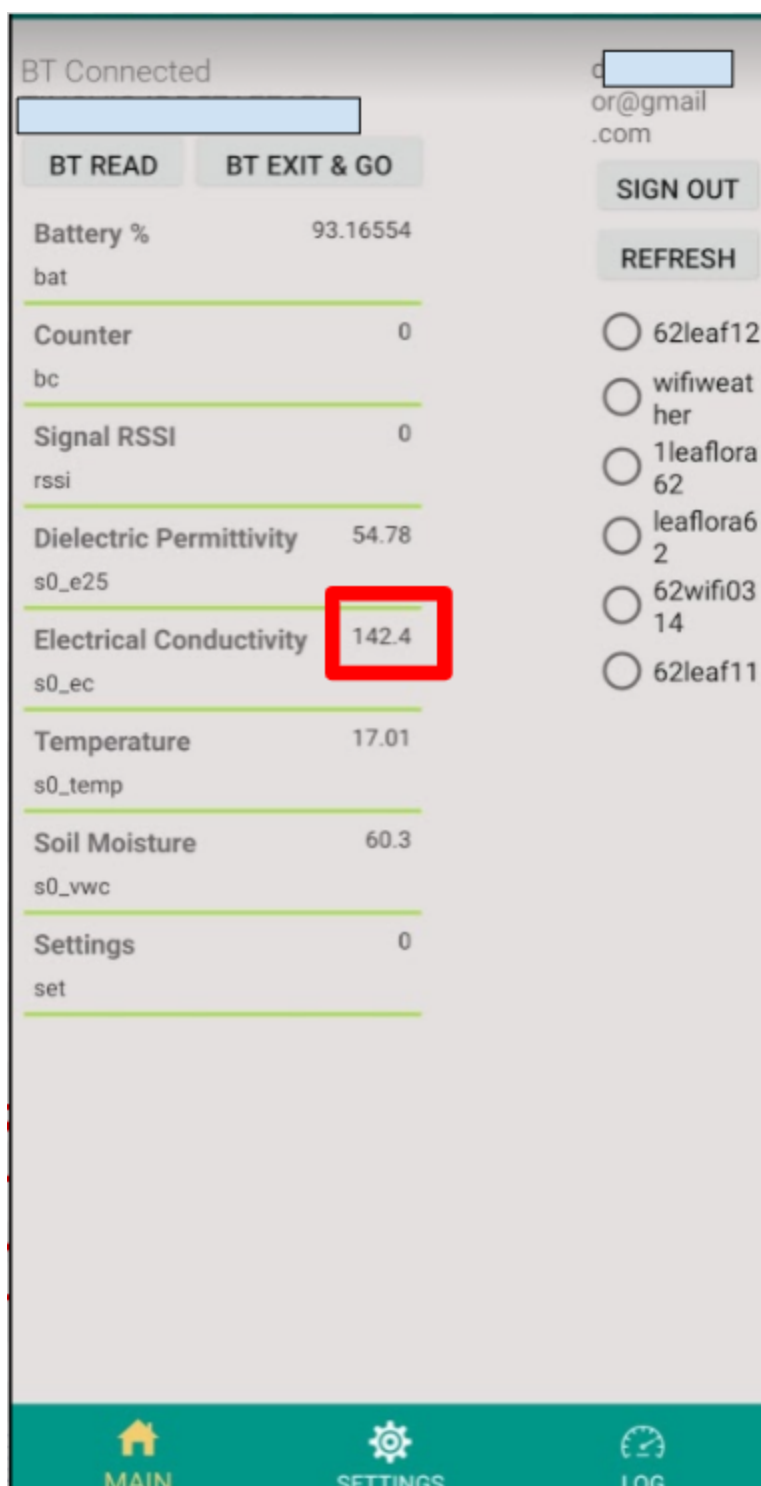 BT Connected
or@gmail
.com
BT READ
BT EXIT & GO
SIGN OUT
REFRESH
Battery %
93.16554
bat
Counter
0
bc
Signal RSSI
0
rssi
Dielectric Permittivity
54.78
s0_e25
Electrical Conductivity
142.4
s0_ec
Temperature
17.01
s0_temp
Soil Moisture
60.3
s0_vwc
Settings
0
set
62leaf12
wifiweat
her
1leaflora
62
leaflora6
2
62wifi03
14
62leaf11
MAIN
SETTINGS
LOG